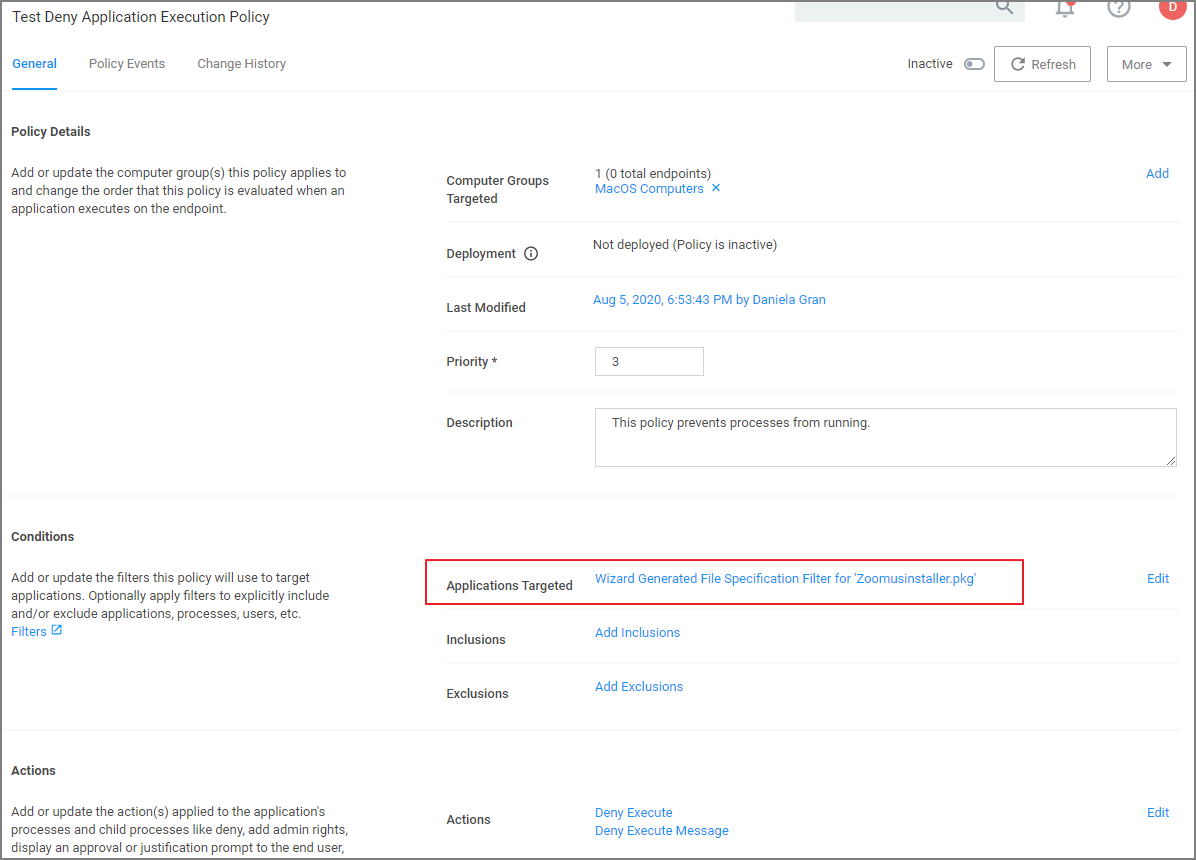 Test Deny Application Execution Policy
D
General
Policy Events
Change History
Inactive
Refresh
More
Policy Details
Add or update the computer group(s) this policy applies to
and change the order that this policy is evaluated when an
application executes on the endpoint.
Computer Groups
Targeted
1 (0 total endpoints)
MacOS Computers ×
Add
Deployment
Not deployed (Policy is inactive)
Last Modified
Aug 5, 2020, 6:53:43 PM by Daniela Gran
Priority *
3
Description
This policy prevents processes from running.
Conditions
Add or update the filters this policy will use to target
applications. Optionally apply filters to explicitly include
and/or exclude applications, processes, users, etc.
Filters
Applications Targeted
Wizard Generated File Specification Filter for 'Zoomusinstaller.pkg'
Edit
Inclusions
Add Inclusions
Exclusions
Add Exclusions
Actions
Add or update the action(s) applied to the application's
processes and child processes like deny, add admin rights,
display an approval or justification prompt to the end user,
Actions
Deny Execute
Deny Execute Message
Edit